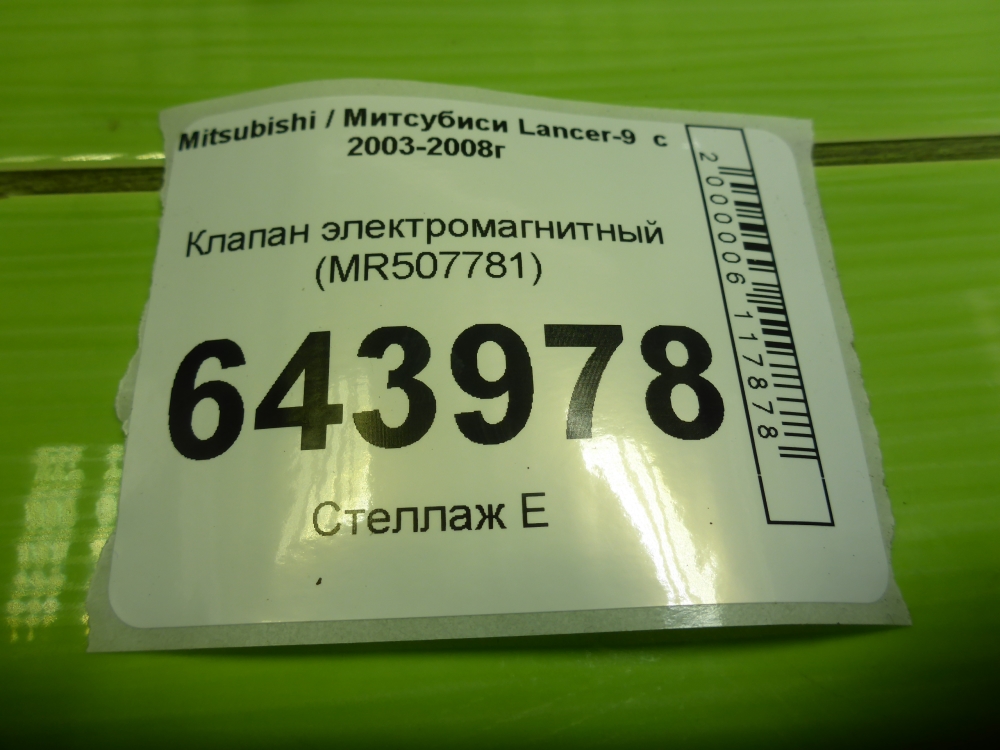 Mitsubishi / Митсубиси Lancer-9 с
2003-2008г
Клапан электромагнитный
(MR507781)
643978
Стеллаж Е
2000006117878